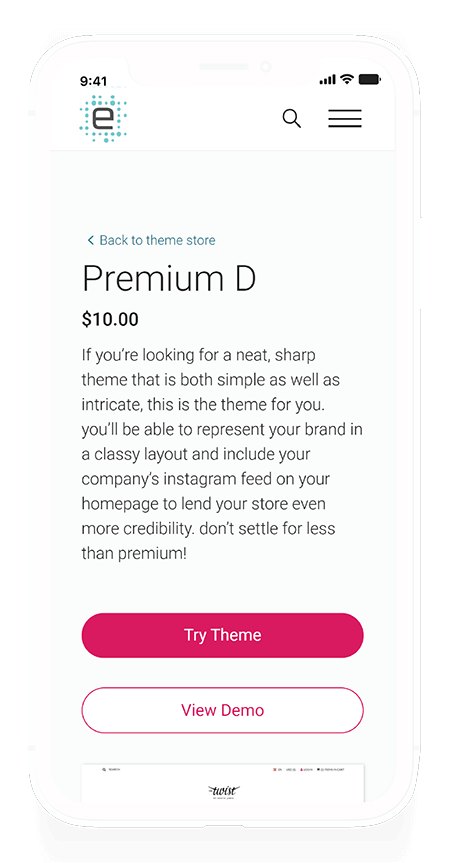 9:41
e
< Back to theme store
Premium D
$10.00
If you’re looking for a neat, sharp
theme that is both simple as well as
intricate, this is the theme for you.
you’ll be able to represent your brand in
a classy layout and include your
company’s instagram feed on your
homepage to lend your store even
more credibility. don’t settle for less
than premium!
Try Theme
View Demo
SEARCH
twist